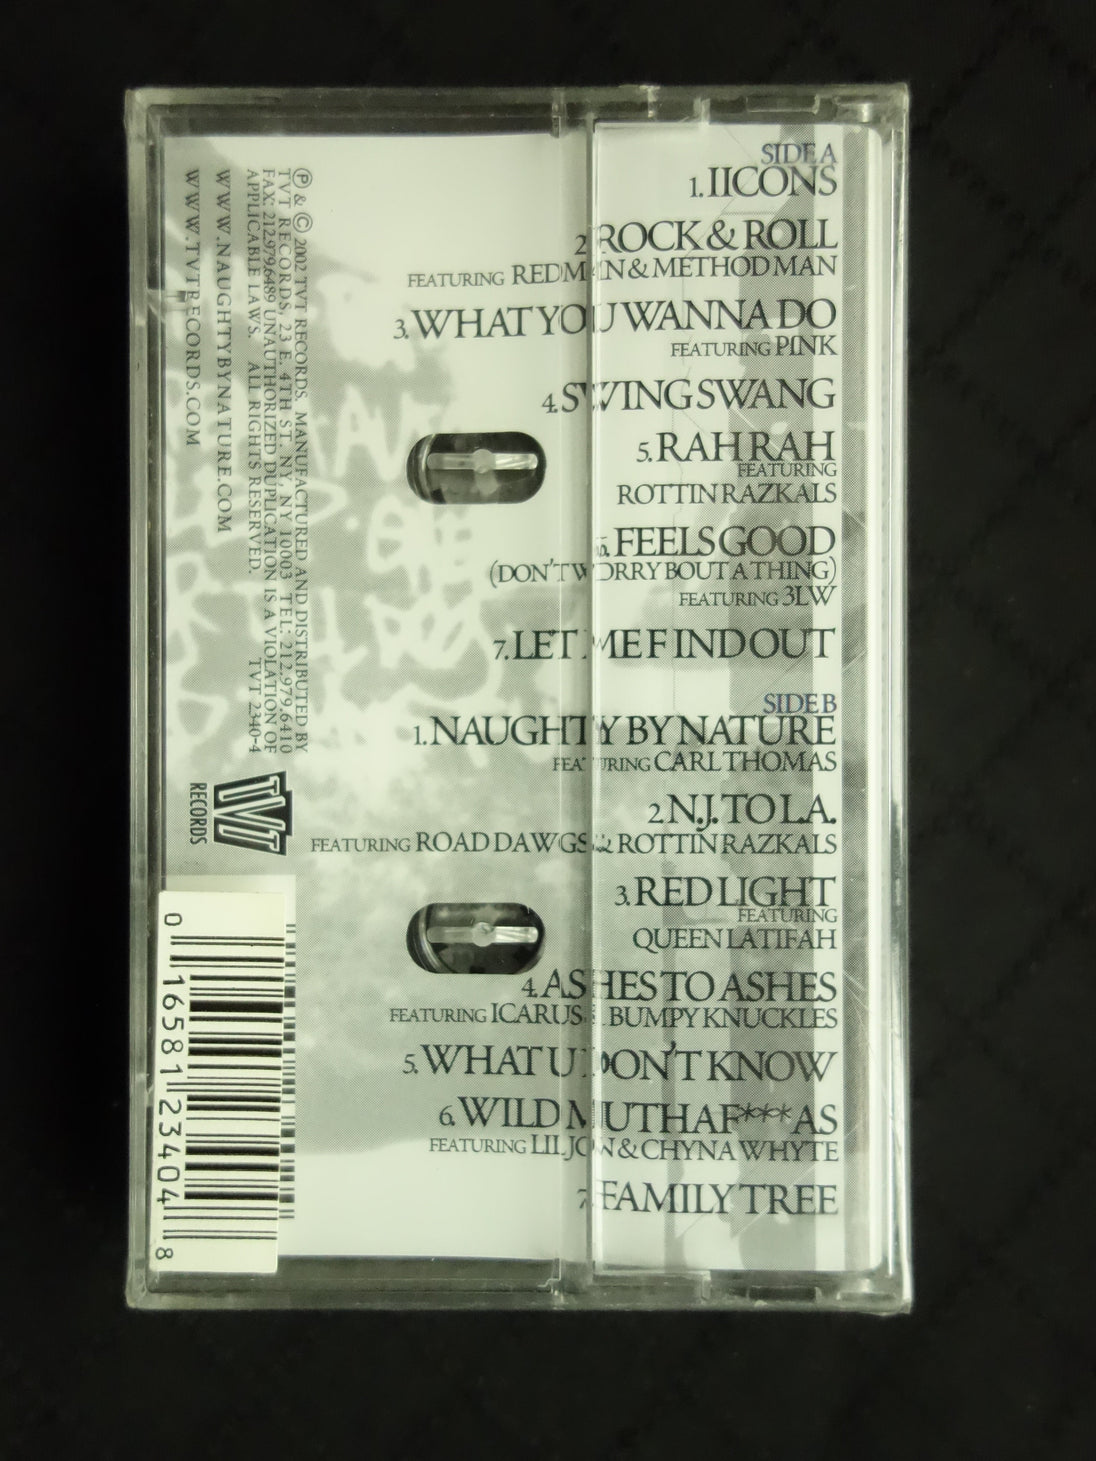 SIDE A
1. IICONS
2. ROCK & ROLL
FEATURING REDMAN & METHOD MAN
3. WHAT YOU WANNA DO
FEATURING PINK
4. SWING SWANG
5. RAH RAH
FEATURING
ROTTIN RAZKALS
6. FEELS GOOD
(DON'T WORRY BOUT A THING)
FEATURING 3LW
7. LET ME FIND OUT
SIDE B
1. NAUGHTY BY NATURE
FEATURING CARL THOMAS
2. N.J. TO L.A.
FEATURING ROAD DAWGS & ROTTIN RAZKALS
3. RED LIGHT
FEATURING
QUEEN LATIFAH
4. ASHES TO ASHES
FEATURING ICARUS & BUMPY KNUCKLES
5. WHAT U DON'T KNOW
6. WILD MUTHAF***AS
FEATURING LIL JON & CHYNA WHYTE
7. FAMILY TREE
Ⓟ & © 2002 TVT RECORDS. MANUFACTURED AND DISTRIBUTED BY
TVT RECORDS, 23 E. 4TH ST. NY, NY 10003 TEL: 212.979.6410
FAX: 212.979.6489 UNAUTHORIZED DUPLICATION IS A VIOLATION OF
APPLICABLE LAWS. ALL RIGHTS RESERVED. TVT 2340-4
WWW.NAUGHTYBYNATURE.COM
WWW.TVTRECORDS.COM
TVT
RECORDS
0 16581 23404 8